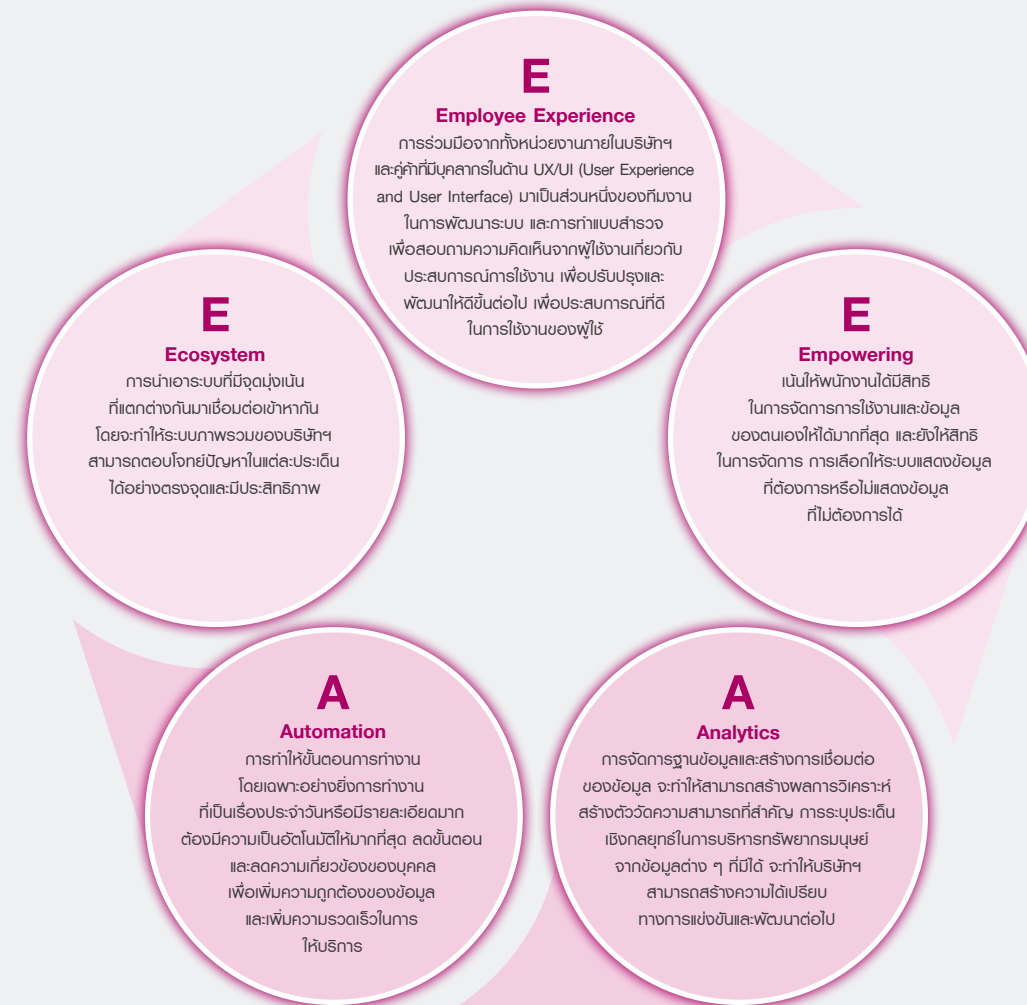 E
Employee Experience
การร่วมมือจากทั้งหน่วยงานภายในบริษัทฯ
และคู่ค้าที่มีบุคลากรในด้าน UX/UI (User Experience
and User Interface) มาเป็นส่วนหนึ่งของทีมงาน
ในการพัฒนาระบบ และการทำแบบสำรวจ
เพื่อสอบถามความคิดเห็นจากผู้ใช้งานเกี่ยวกับ
ประสบการณ์การใช้งาน เพื่อปรับปรุงและ
พัฒนาให้ดีขึ้นต่อไป เพื่อประสบการณ์ที่ดี
ในการใช้งานของผู้ใช้
E
Ecosystem
การนำเอาระบบที่มีจุดมุ่งเน้น
ที่แตกต่างกันมาเชื่อมต่อเข้าหากัน
โดยจะทำให้ระบบภาพรวมของบริษัทฯ
สามารถตอบโจทย์ปัญหาในแต่ละประเด็น
ได้อย่างตรงจุดและมีประสิทธิภาพ
E
Empowering
เน้นให้พนักงานได้มีสิทธิ
ในการจัดการการใช้งานและข้อมูล
ของตนเองให้ได้มากที่สุด และยังให้สิทธิ
ในการจัดการ การเลือกให้ระบบแสดงข้อมูล
ที่ต้องการหรือไม่แสดงข้อมูล
ที่ไม่ต้องการได้
A
Automation
การทำให้ขั้นตอนการทำงาน
โดยเฉพาะอย่างยิ่งการทำงาน
ที่เป็นเรื่องประจำวันหรือมีรายละเอียดมาก
ต้องมีความเป็นอัตโนมัติให้มากที่สุด ลดขั้นตอน
และลดความเกี่ยวข้องของบุคคล
เพื่อเพิ่มความถูกต้องของข้อมูล
และเพิ่มความรวดเร็วในการ
ให้บริการ
A
Analytics
การจัดการฐานข้อมูลและสร้างการเชื่อมต่อ
ของข้อมูล จะทำให้สามารถสร้างผลการวิเคราะห์
สร้างตัววัดความสามารถที่สำคัญ การระบุประเด็น
เชิงกลยุทธ์ในการบริหารทรัพยากรมนุษย์
จากข้อมูลต่าง ๆ ที่มีได้ จะทำให้บริษัทฯ
สามารถสร้างความได้เปรียบ
ทางการแข่งขันและพัฒนาต่อไป